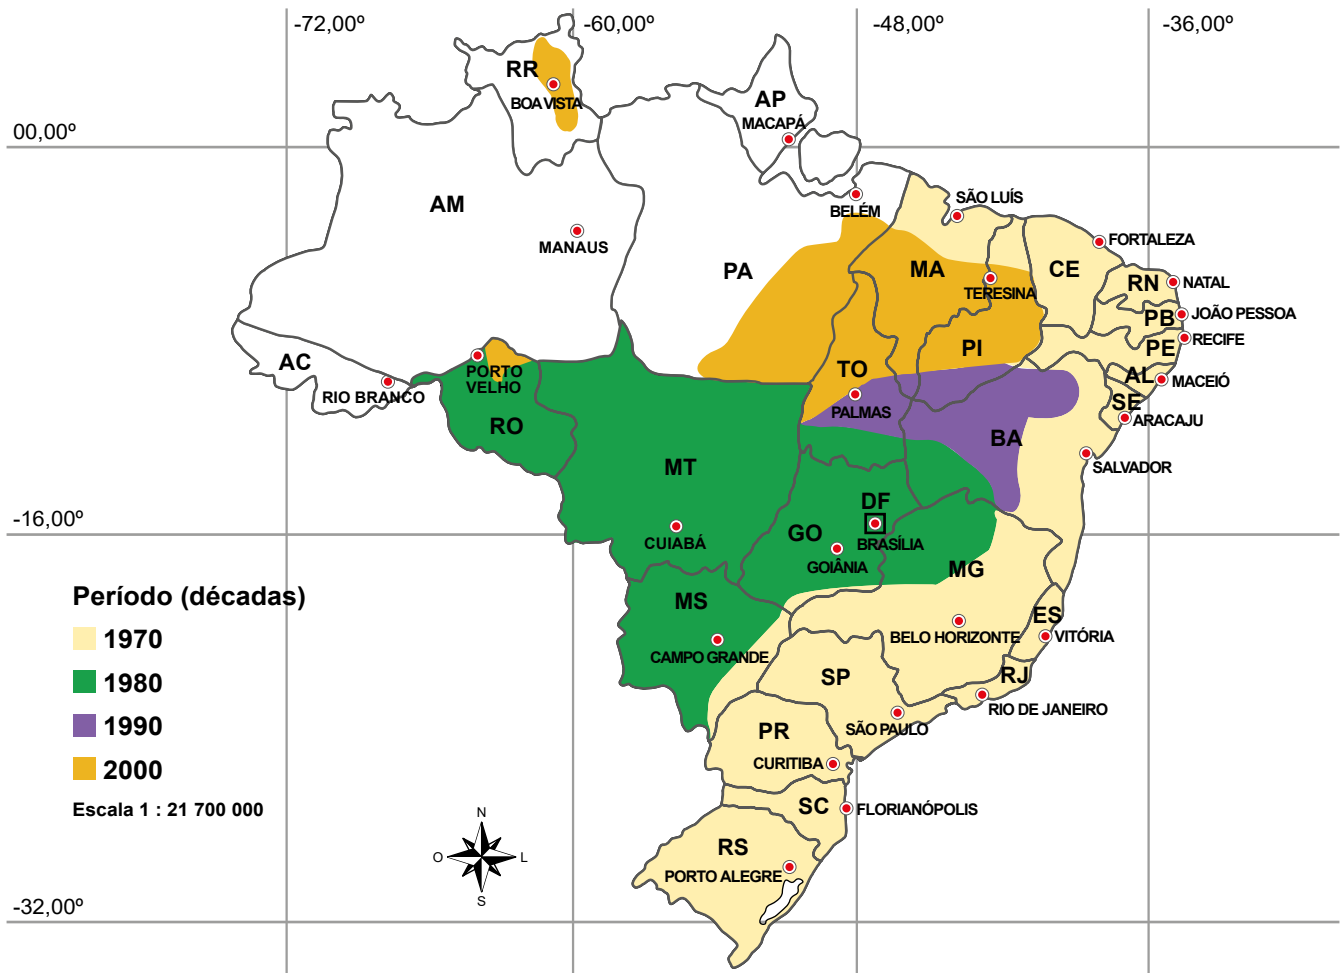 -72,00º
-60,00º
-48,00º
-36,00º
RR
BOA VISTA
AP
MACAPÁ
00,00º
AM
BELÉM
SÃO LUÍS
MANAUS
FORTALEZA
PA
MA
CE
TERESINA
RN
NATAL
PB
JOÃO PESSOA
RECIFE
PE
PI
AC
PORTO
VELHO
TO
AL
MACEIÓ
RIO BRANCO
SE
PALMAS
ARACAJU
RO
BA
MT
SALVADOR
DF
-16,00º
GO
BRASÍLIA
CUIABÁ
GOIÂNIA
MG
Período (décadas)
MS
ES
1970
BELO HORIZONTE
VITÓRIA
CAMPO GRANDE
SP
RJ
1980
RIO DE JANEIRO
1990
PR
SÃO PAULO
CURITIBA
2000
Escala 1 : 21 700 000
SC
FLORIANÓPOLIS
N
O
L
S
RS
PORTO ALEGRE
-32,00º